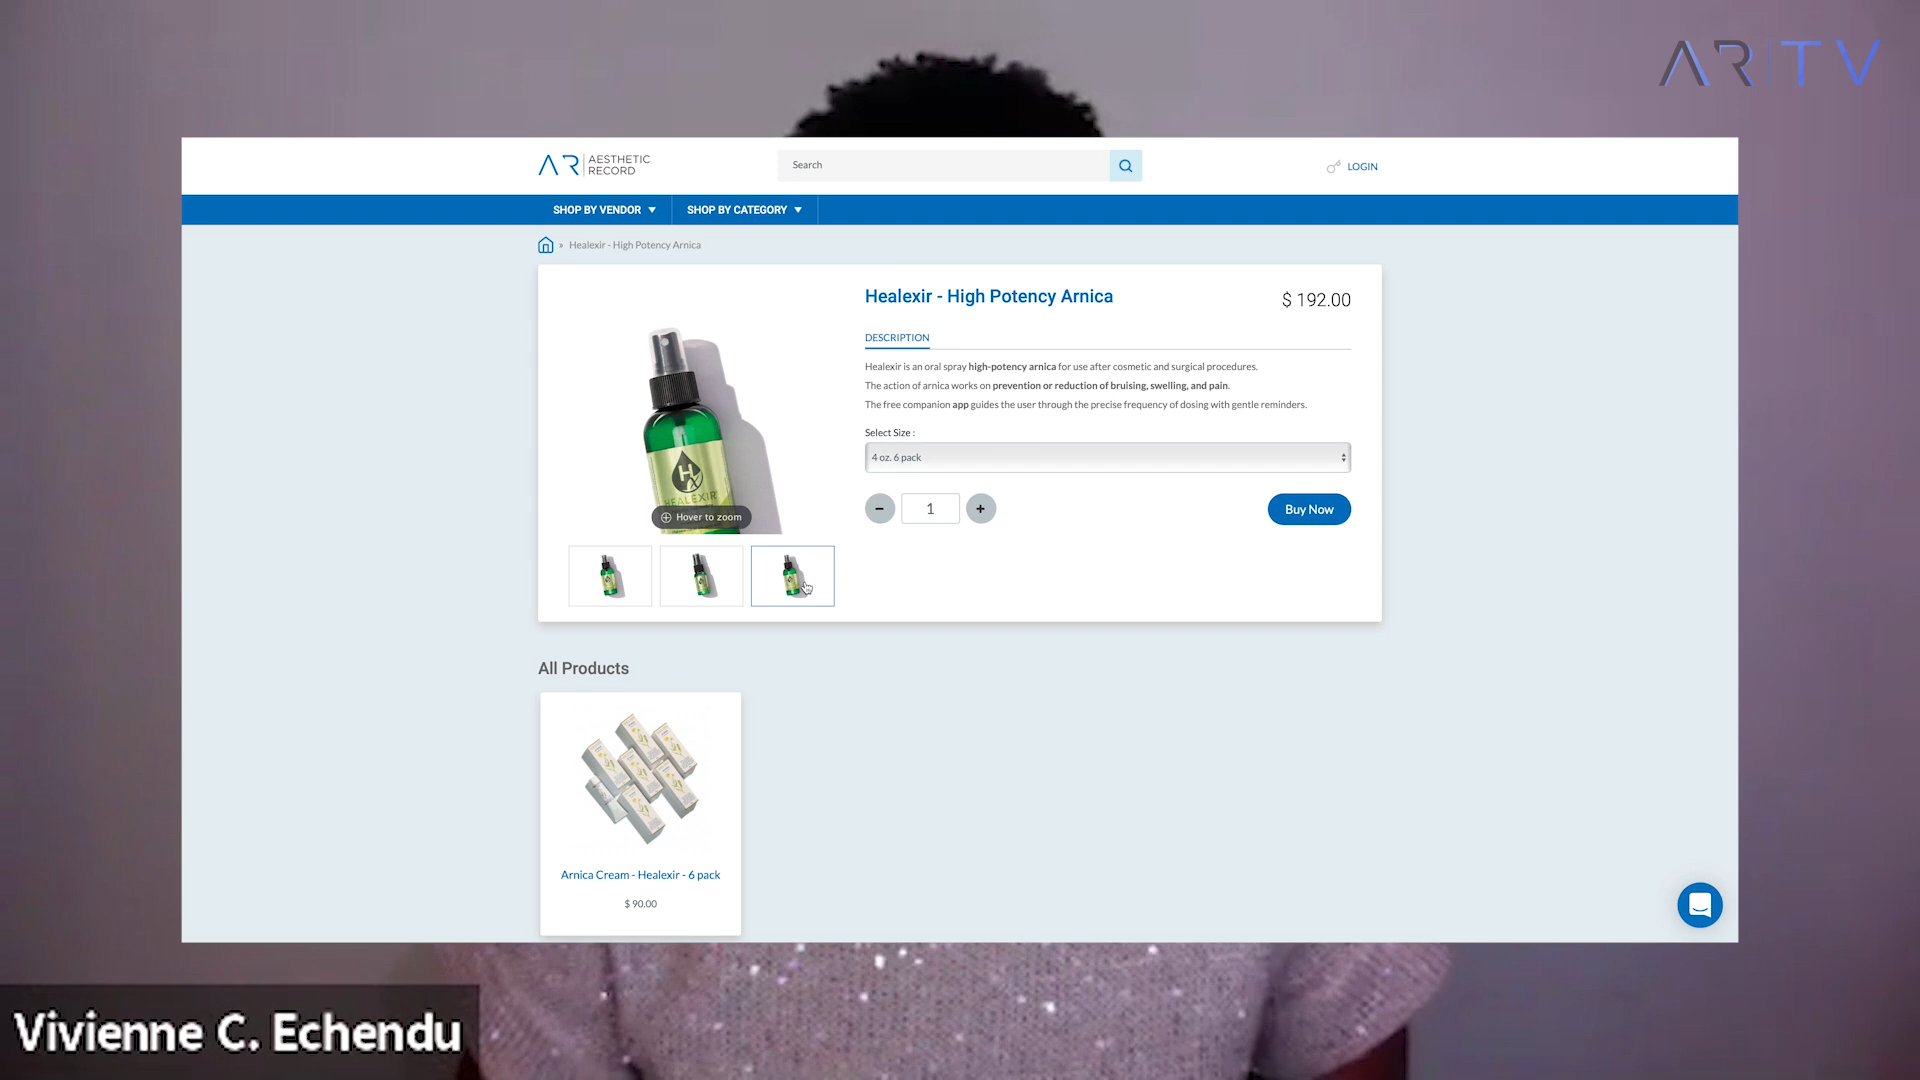 AR|TV
AR AESTHETIC
RECORD
Search
LOGIN
SHOP BY VENDOR
SHOP BY CATEGORY
» Healexir - High Potency Arnica
Healexir - High Potency Arnica
$ 192.00
DESCRIPTION
Healexir is an oral spray high-potency arnica for use after cosmetic and surgical procedures.
The action of arnica works on prevention or reduction of bruising, swelling, and pain.
The free companion app guides the user through the precise frequency of dosing with gentle reminders.
Select Size :
4 oz. 6 pack
- 1 +
Buy Now
Hx
HEALEXIR
Hover to zoom
All Products
Arnica Cream - Healexir - 6 pack
$ 90.00
Vivienne C. Echendu